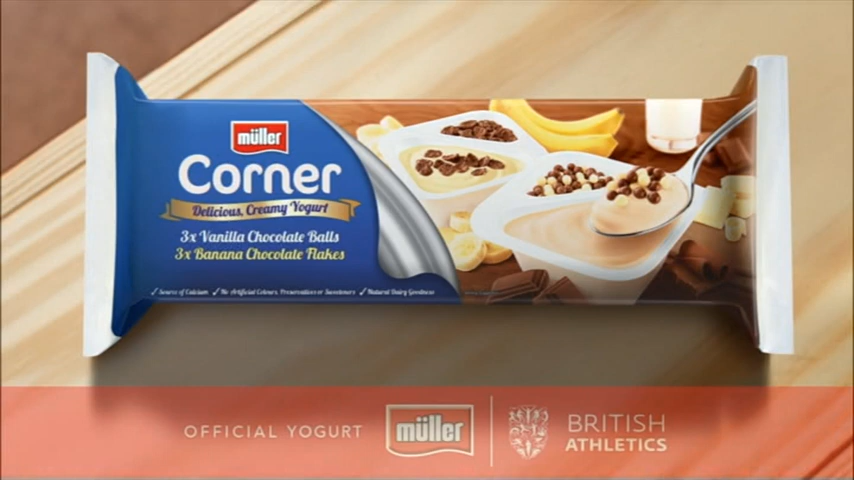 müller
Corner
Delicious, Creamy Yogurt
3x Vanilla Chocolate Balls
3x Banana Chocolate Flakes
✓ Source of Calcium ✓ No Artificial Colours, Preservatives or Sweeteners ✓ Natural Dairy Goodness
OFFICIAL YOGURT
müller
BRITISH
ATHLETICS